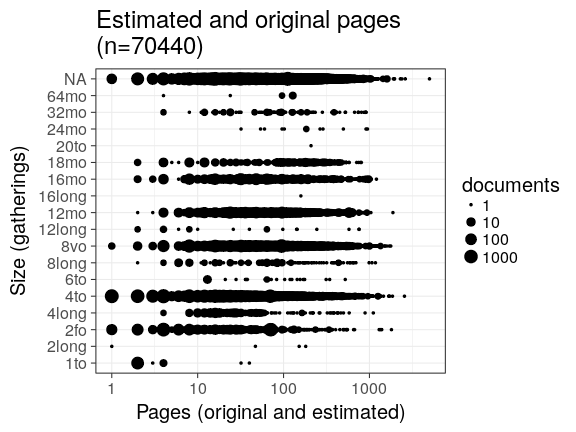 Estimated and original pages
(n=70440)
NA
64mo
32mo
24mo
20to
18mo
16mo
16long
12mo
12long
8vo
8long
6to
4to
4long
2fo
2long
1to
1 10 100 1000
Pages (original and estimated)
Size (gatherings)
documents
1
10
100
1000